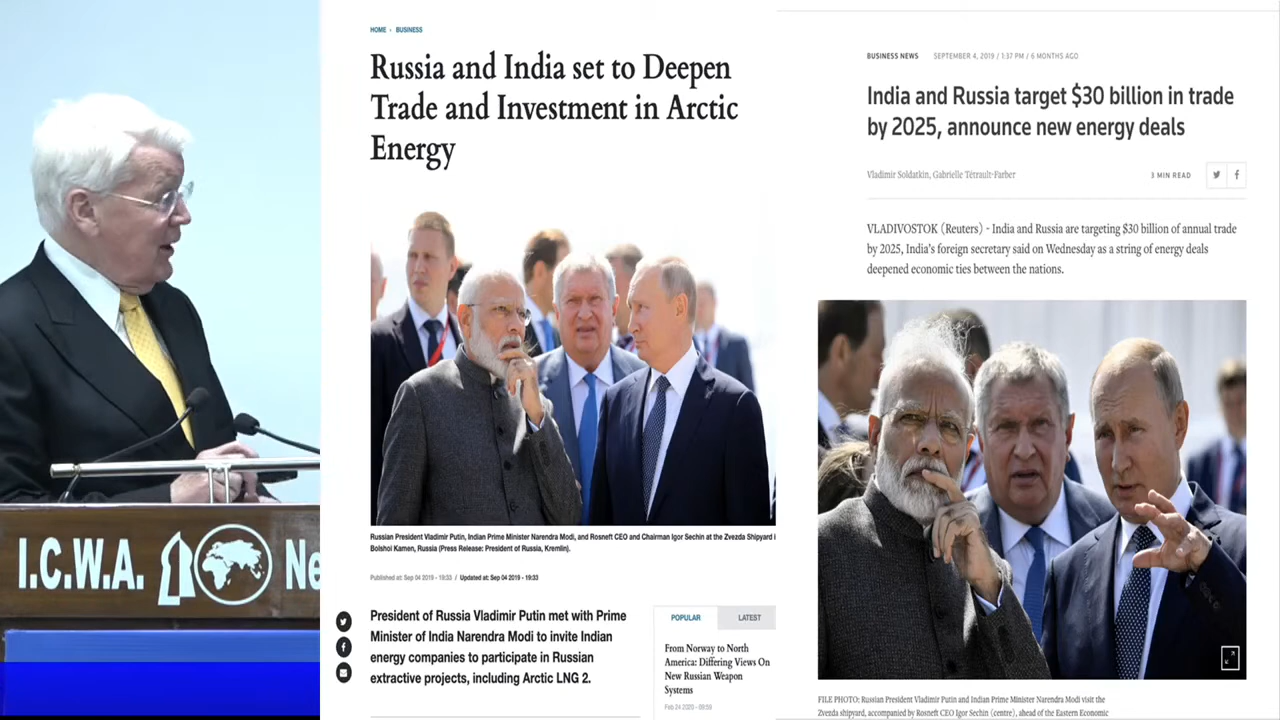 I.C.W.A.
Ne
HOME › BUSINESS
Russia and India set to Deepen
Trade and Investment in Arctic
Energy
Russian President Vladimir Putin, Indian Prime Minister Narendra Modi, and Rosneft CEO and Chairman Igor Sechin at the Zvezda Shipyard i
Bolshoi Kamen, Russia (Press Release: President of Russia, Kremlin).
Published at: Sep 04 2019 - 18:33 / Updated at: Sep 04 2019 - 19:33
President of Russia Vladimir Putin met with Prime
Minister of India Narendra Modi to invite Indian
energy companies to participate in Russian
extractive projects, including Arctic LNG 2.
POPULAR LATEST
From Norway to North
America: Differing Views On
New Russian Weapon
Systems
Feb 24 2020 - 09:59
BUSINESS NEWS SEPTEMBER 4, 2019 / 1:37 PM / 6 MONTHS AGO
India and Russia target $30 billion in trade
by 2025, announce new energy deals
Vladimir Soldatkin, Gabrielle Tétrault-Farber
3 MIN READ
VLADIVOSTOK (Reuters) - India and Russia are targeting $30 billion of annual trade
by 2025, India's foreign secretary said on Wednesday as a string of energy deals
deepened economic ties between the nations.
FILE PHOTO: Russian President Vladimir Putin and Indian Prime Minister Narendra Modi visit the
Zvezda shipyard, accompanied by Rosneft CEO Igor Sechin (centre), ahead of the Eastern Economic